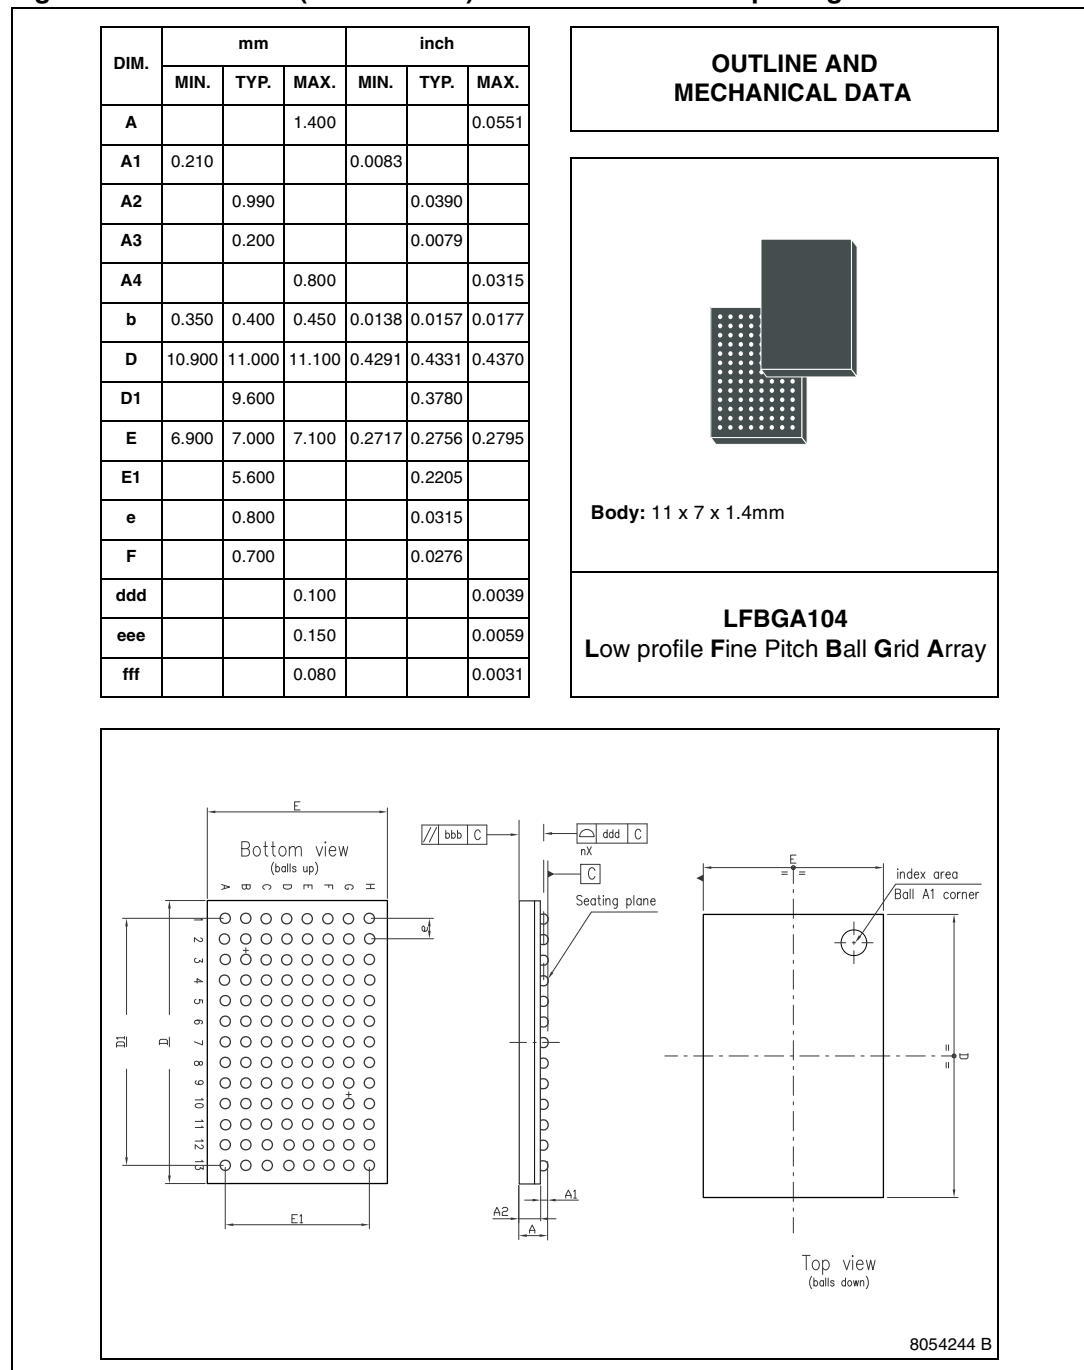 DIM. mm inch
MIN. TYP. MAX. MIN. TYP. MAX.
A 1.400 0.0551
A1 0.210 0.0083
A2 0.990 0.0390
A3 0.200 0.0079
A4 0.800 0.0315
b 0.350 0.400 0.450 0.0138 0.0157 0.0177
D 10.900 11.000 11.100 0.4291 0.4331 0.4370
D1 9.600 0.3780
E 6.900 7.000 7.100 0.2717 0.2756 0.2795
E1 5.600 0.2205
e 0.800 0.0315
F 0.700 0.0276
ddd 0.100 0.0039
eee 0.150 0.0059
fff 0.080 0.0031
OUTLINE AND
MECHANICAL DATA
Body: 11 x 7 x 1.4mm
LFBGA104
Low profile Fine Pitch Ball Grid Array
E
Bottom view
(balls up)
A B C D E F G H
1
2
3
4
5
6
7
8
9
10
11
12
13
D1
D
e
E1
// bbb C
ddd C
nX
C
Seating plane
A1
A2
A
E
= =
index area
Ball A1 corner
= D =
Top view
(balls down)
8054244 B